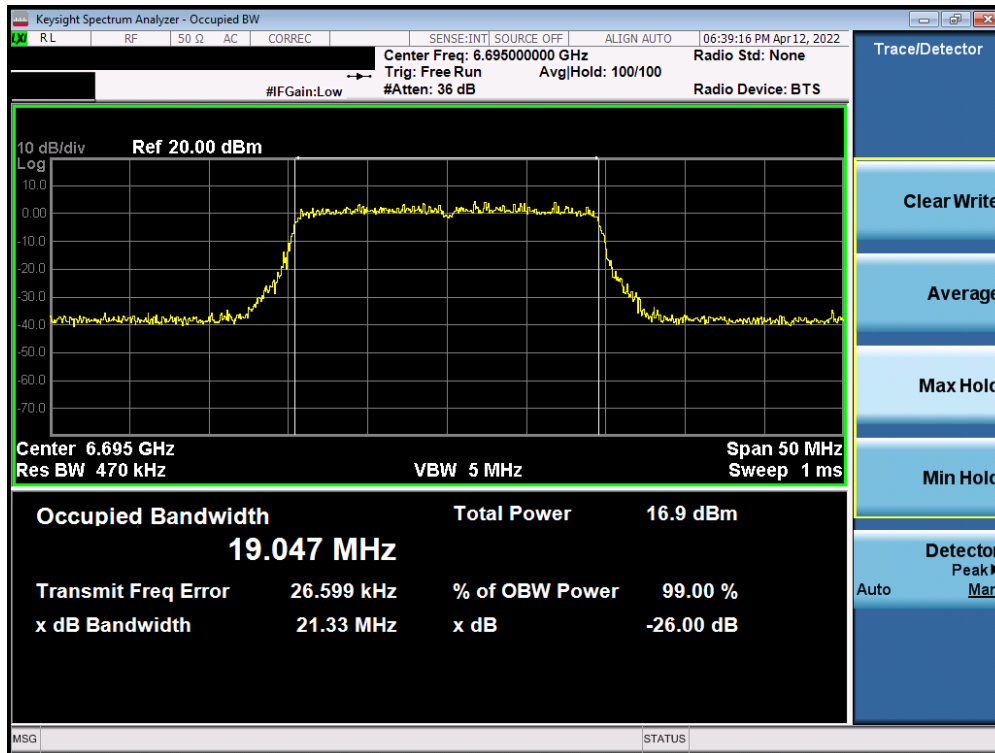 Keysight Spectrum Analyzer - Occupied BW
LXI RL RF 50 Ω AC CORREC SENSE:INT SOURCE OFF ALIGN AUTO 06:39:16 PM Apr 12, 2022
Center Freq: 6.695000000 GHz Radio Std: None
Trig: Free Run Avg|Hold: 100/100
#IFGain:Low #Atten: 36 dB Radio Device: BTS
Trace/Detector
10 dB/div Ref 20.00 dBm
Log
10.0
0.00
-10.0
-20.0
-30.0
-40.0
-50.0
-60.0
-70.0
Center 6.695 GHz Span 50 MHz
Res BW 470 kHz VBW 5 MHz Sweep 1 ms
Clear Write
Average
Max Hold
Min Hold
Detector
Peak
Auto Man
Occupied Bandwidth Total Power 16.9 dBm
19.047 MHz
Transmit Freq Error 26.599 kHz % of OBW Power 99.00 %
x dB Bandwidth 21.33 MHz x dB -26.00 dB
MSG STATUS